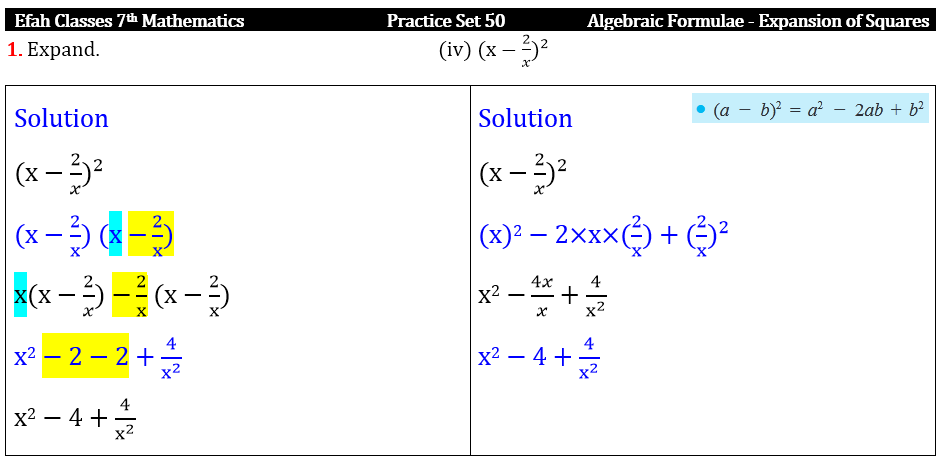 Efah Classes 7ᵗʰ Mathematics Practice Set 50 Algebraic Formulae - Expansion of Squares
1. Expand. (iv) (x − 2/x)²
Solution
(x − 2/x)²
(x − 2/x) (x − 2/x)
x(x − 2/x) − 2/x (x − 2/x)
x² − 2 − 2 + 4/x²
x² − 4 + 4/x²
Solution
• (a − b)² = a² − 2ab + b²
(x − 2/x)²
(x)² − 2×x×(2/x) + (2/x)²
x² − 4x/x + 4/x²
x² − 4 + 4/x²